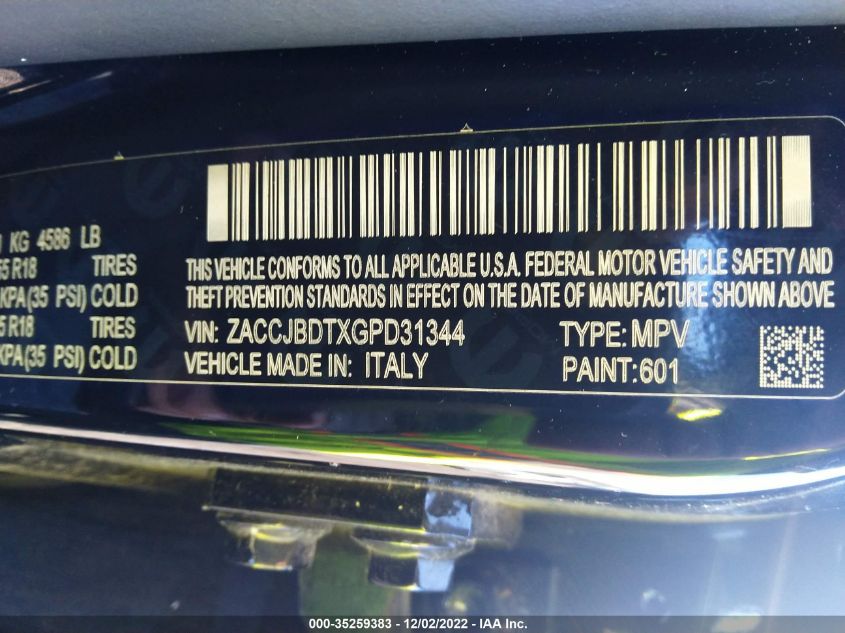 KG 4586 LB
R18 TIRES
KPA(35 PSI) COLD
R18 TIRES
KPA(35 PSI) COLD
THIS VEHICLE CONFORMS TO ALL APPLICABLE U.S.A. FEDERAL MOTOR VEHICLE SAFETY AND
THEFT PREVENTION STANDARDS IN EFFECT ON THE DATE OF MANUFACTURE SHOWN ABOVE
VIN: ZACCJBDTXGPD31344 TYPE: MPV
VEHICLE MADE IN: ITALY PAINT:601
000-35259383 - 12/02/2022 - IAA Inc.